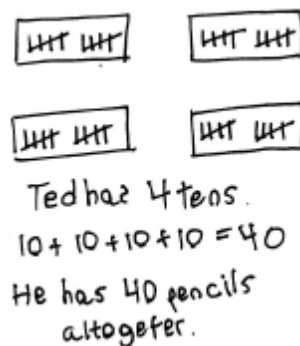 Ted has 4 tens.
10 + 10 + 10 + 10 = 40
He has 40 pencils
altogefer.